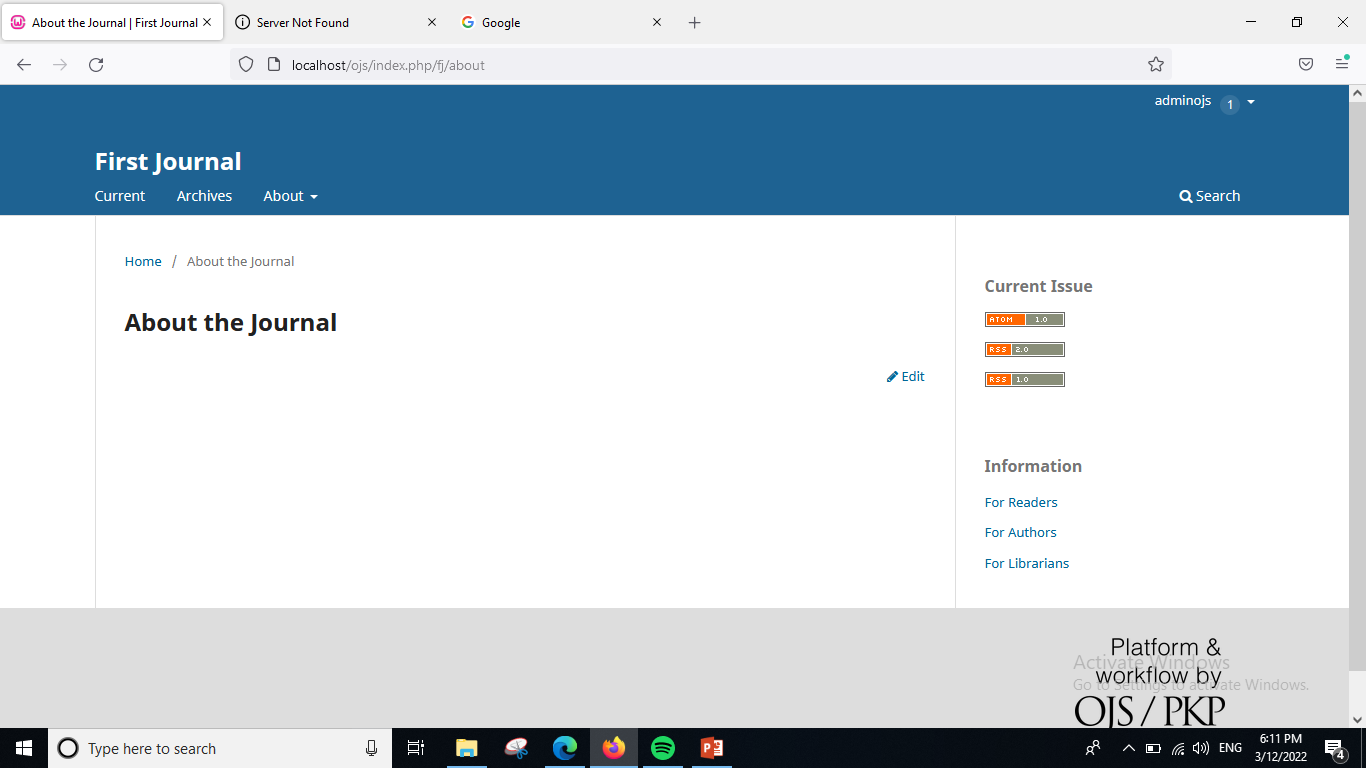 About the Journal | First Journal
Server Not Found
Google
localhost/ojs/index.php/fj/about
adminojs 1
First Journal
Current Archives About
Search
Home / About the Journal
About the Journal
Edit
Current Issue
ATOM 1.0
RSS 2.0
RSS 1.0
Information
For Readers
For Authors
For Librarians
Platform &
workflow by
OJS / PKP
Activate Windows
Go to Settings to activate Windows.
Type here to search
ENG
6:11 PM
3/12/2022
4